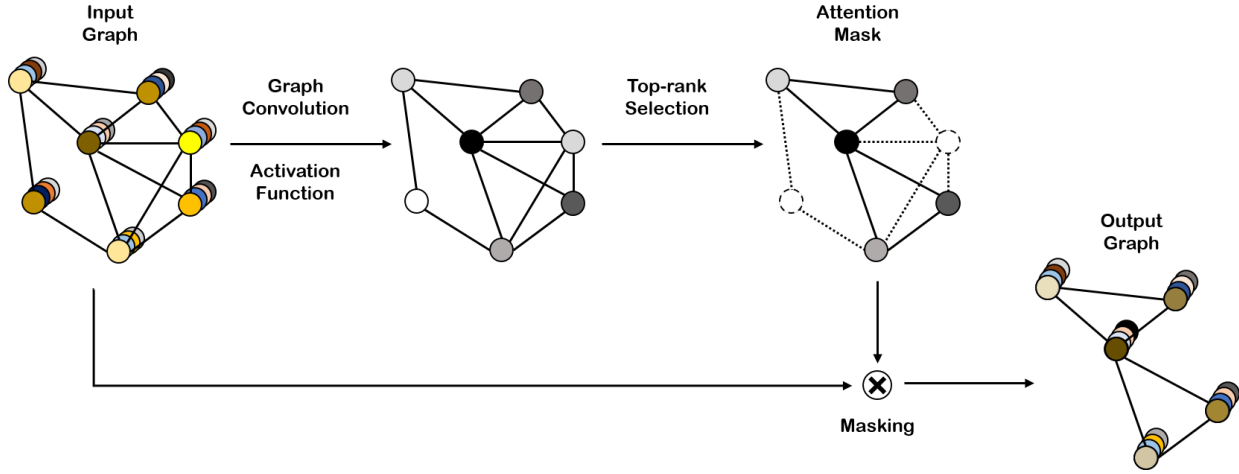 Input
Graph
Graph
Convolution
Activation
Function
Top-rank
Selection
Attention
Mask
Masking
Output
Graph